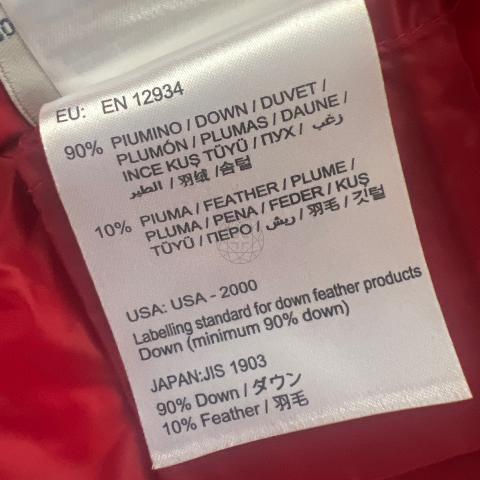 EU: EN 12934
90% PIUMINO / DOWN / DUVET /
PLUMÓN / PLUMAS / DAUNE /
INCE KUŞ TÜYÜ / ПУХ / زغب /
الطير / 羽绒 / 솜털
10% PIUMA / FEATHER / PLUME /
PLUMA / PENA / FEDER / KUŞ
TÜYÜ / ПЕРО / ريش / 羽毛 / 깃털
USA: USA - 2000
Labelling standard for down feather products
Down (minimum 90% down)
JAPAN:JIS 1903
90% Down / ダウン
10% Feather / 羽毛